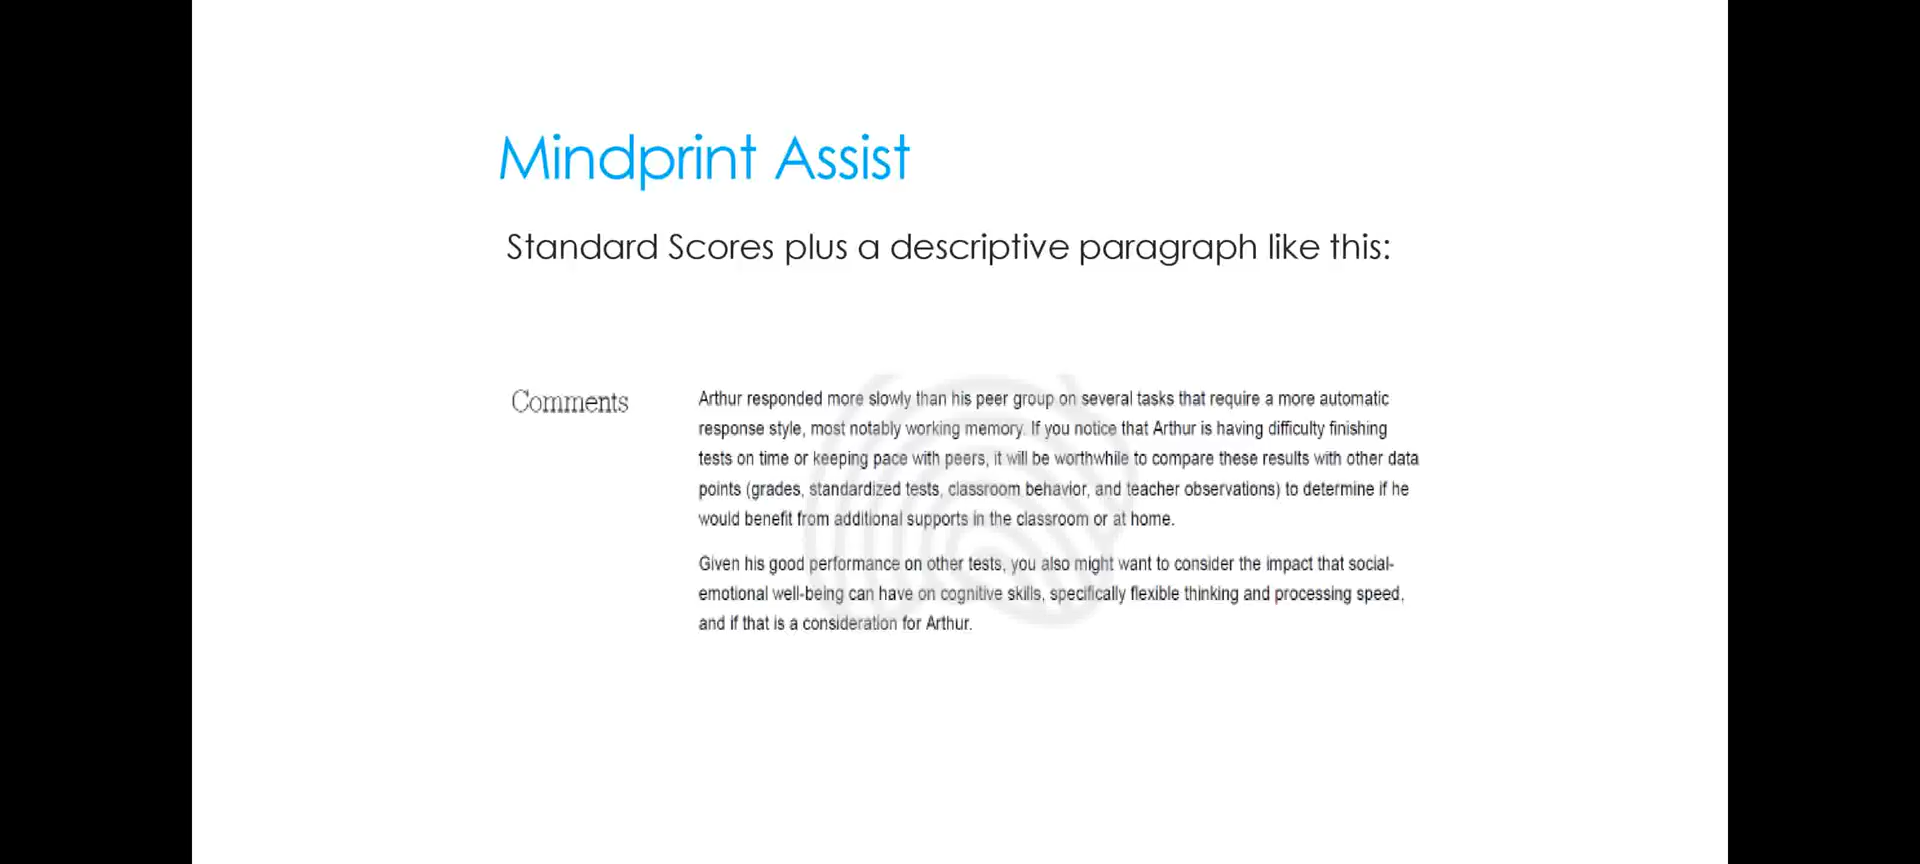 Mindprint Assist
Standard Scores plus a descriptive paragraph like this:
Comments
Arthur responded more slowly than his peer group on several tasks that require a more automatic
response style, most notably working memory. If you notice that Arthur is having difficulty finishing
tests on time or keeping pace with peers, it will be worthwhile to compare these results with other data
points (grades, standardized tests, classroom behavior, and teacher observations) to determine if he
would benefit from additional supports in the classroom or at home.
Given his good performance on other tests, you also might want to consider the impact that social-
emotional well-being can have on cognitive skills, specifically flexible thinking and processing speed,
and if that is a consideration for Arthur.